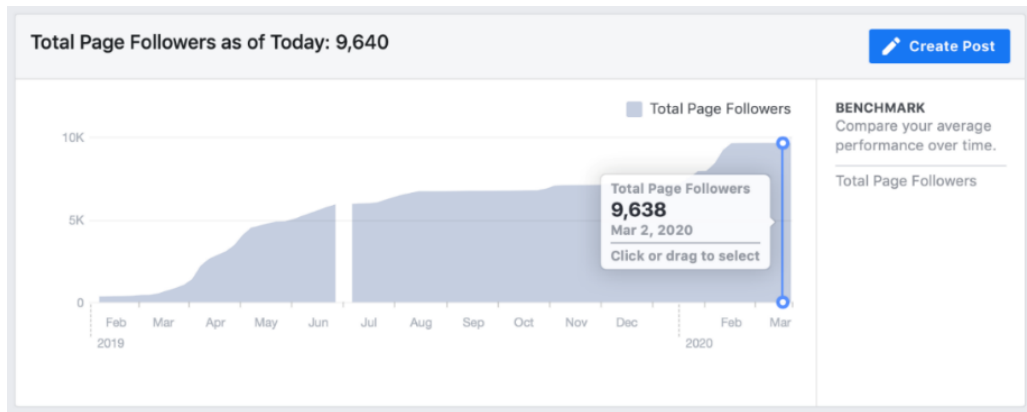 Total Page Followers as of Today: 9,640
Create Post
Total Page Followers
BENCHMARK
Compare your average
performance over time.
Total Page Followers
10K
5K
0
Total Page Followers
9,638
Mar 2, 2020
Click or drag to select
Feb Mar Apr May Jun Jul Aug Sep Oct Nov Dec Feb Mar
2019 2020